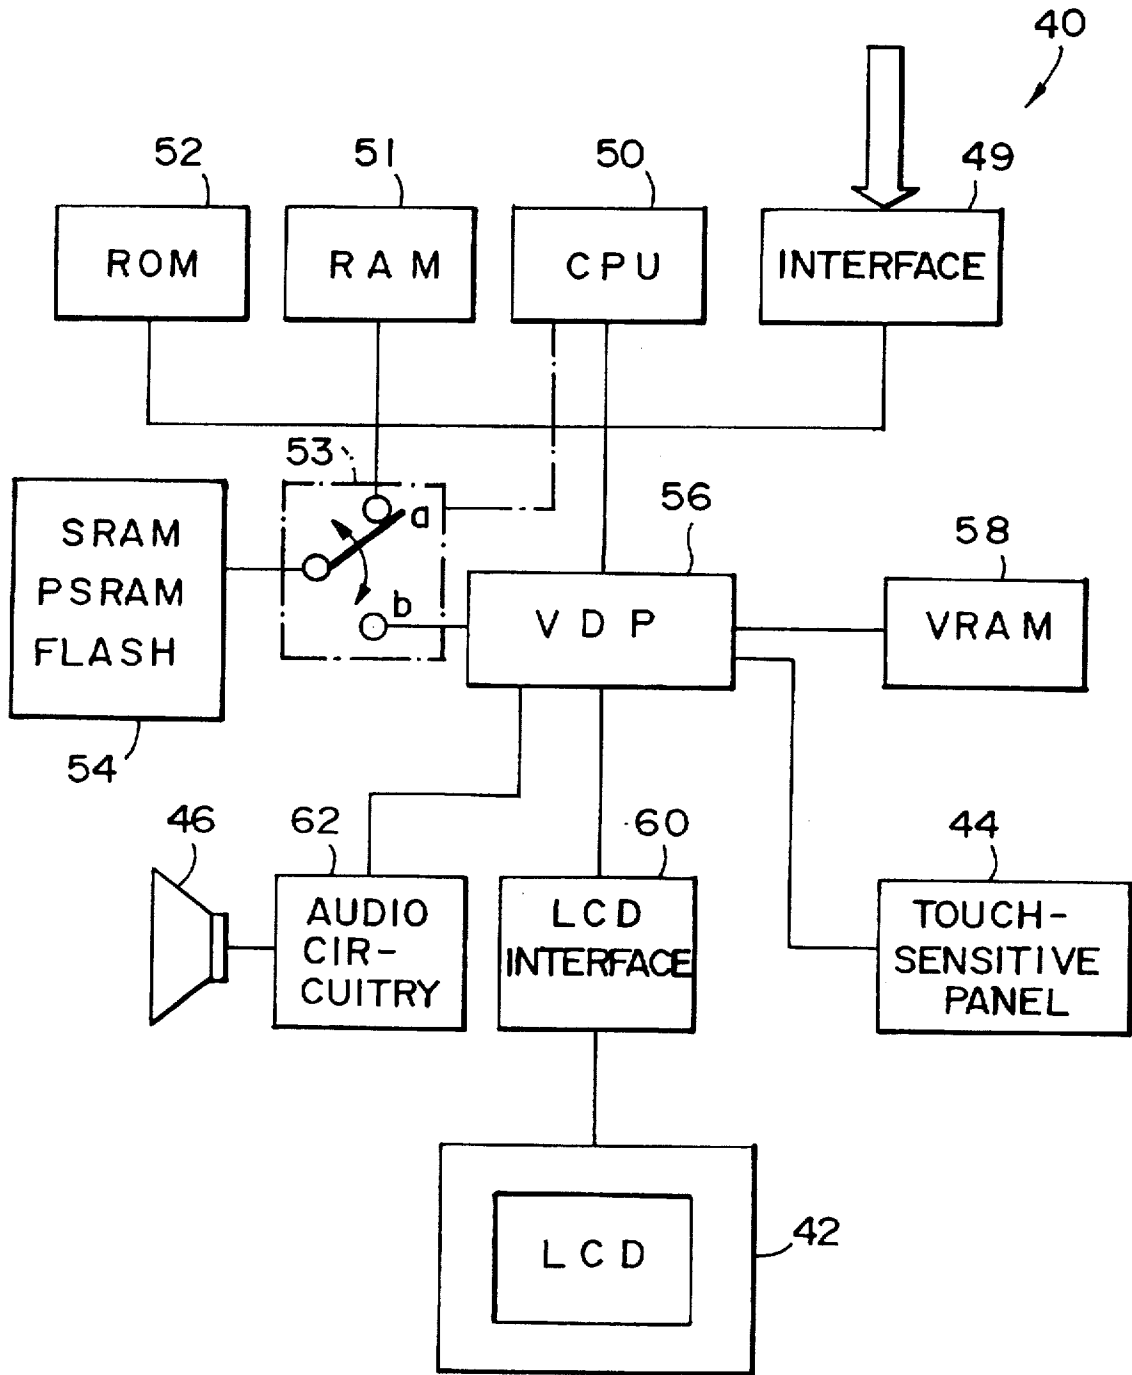 40
52
51
50
49
ROM
RAM
CPU
INTERFACE
53
a
b
SRAM
PSRAM
FLASH
54
56
VDP
58
VRAM
46
62
AUDIO
CIR-
CUITRY
60
LCD
INTERFACE
44
TOUCH-
SENSITIVE
PANEL
LCD
42